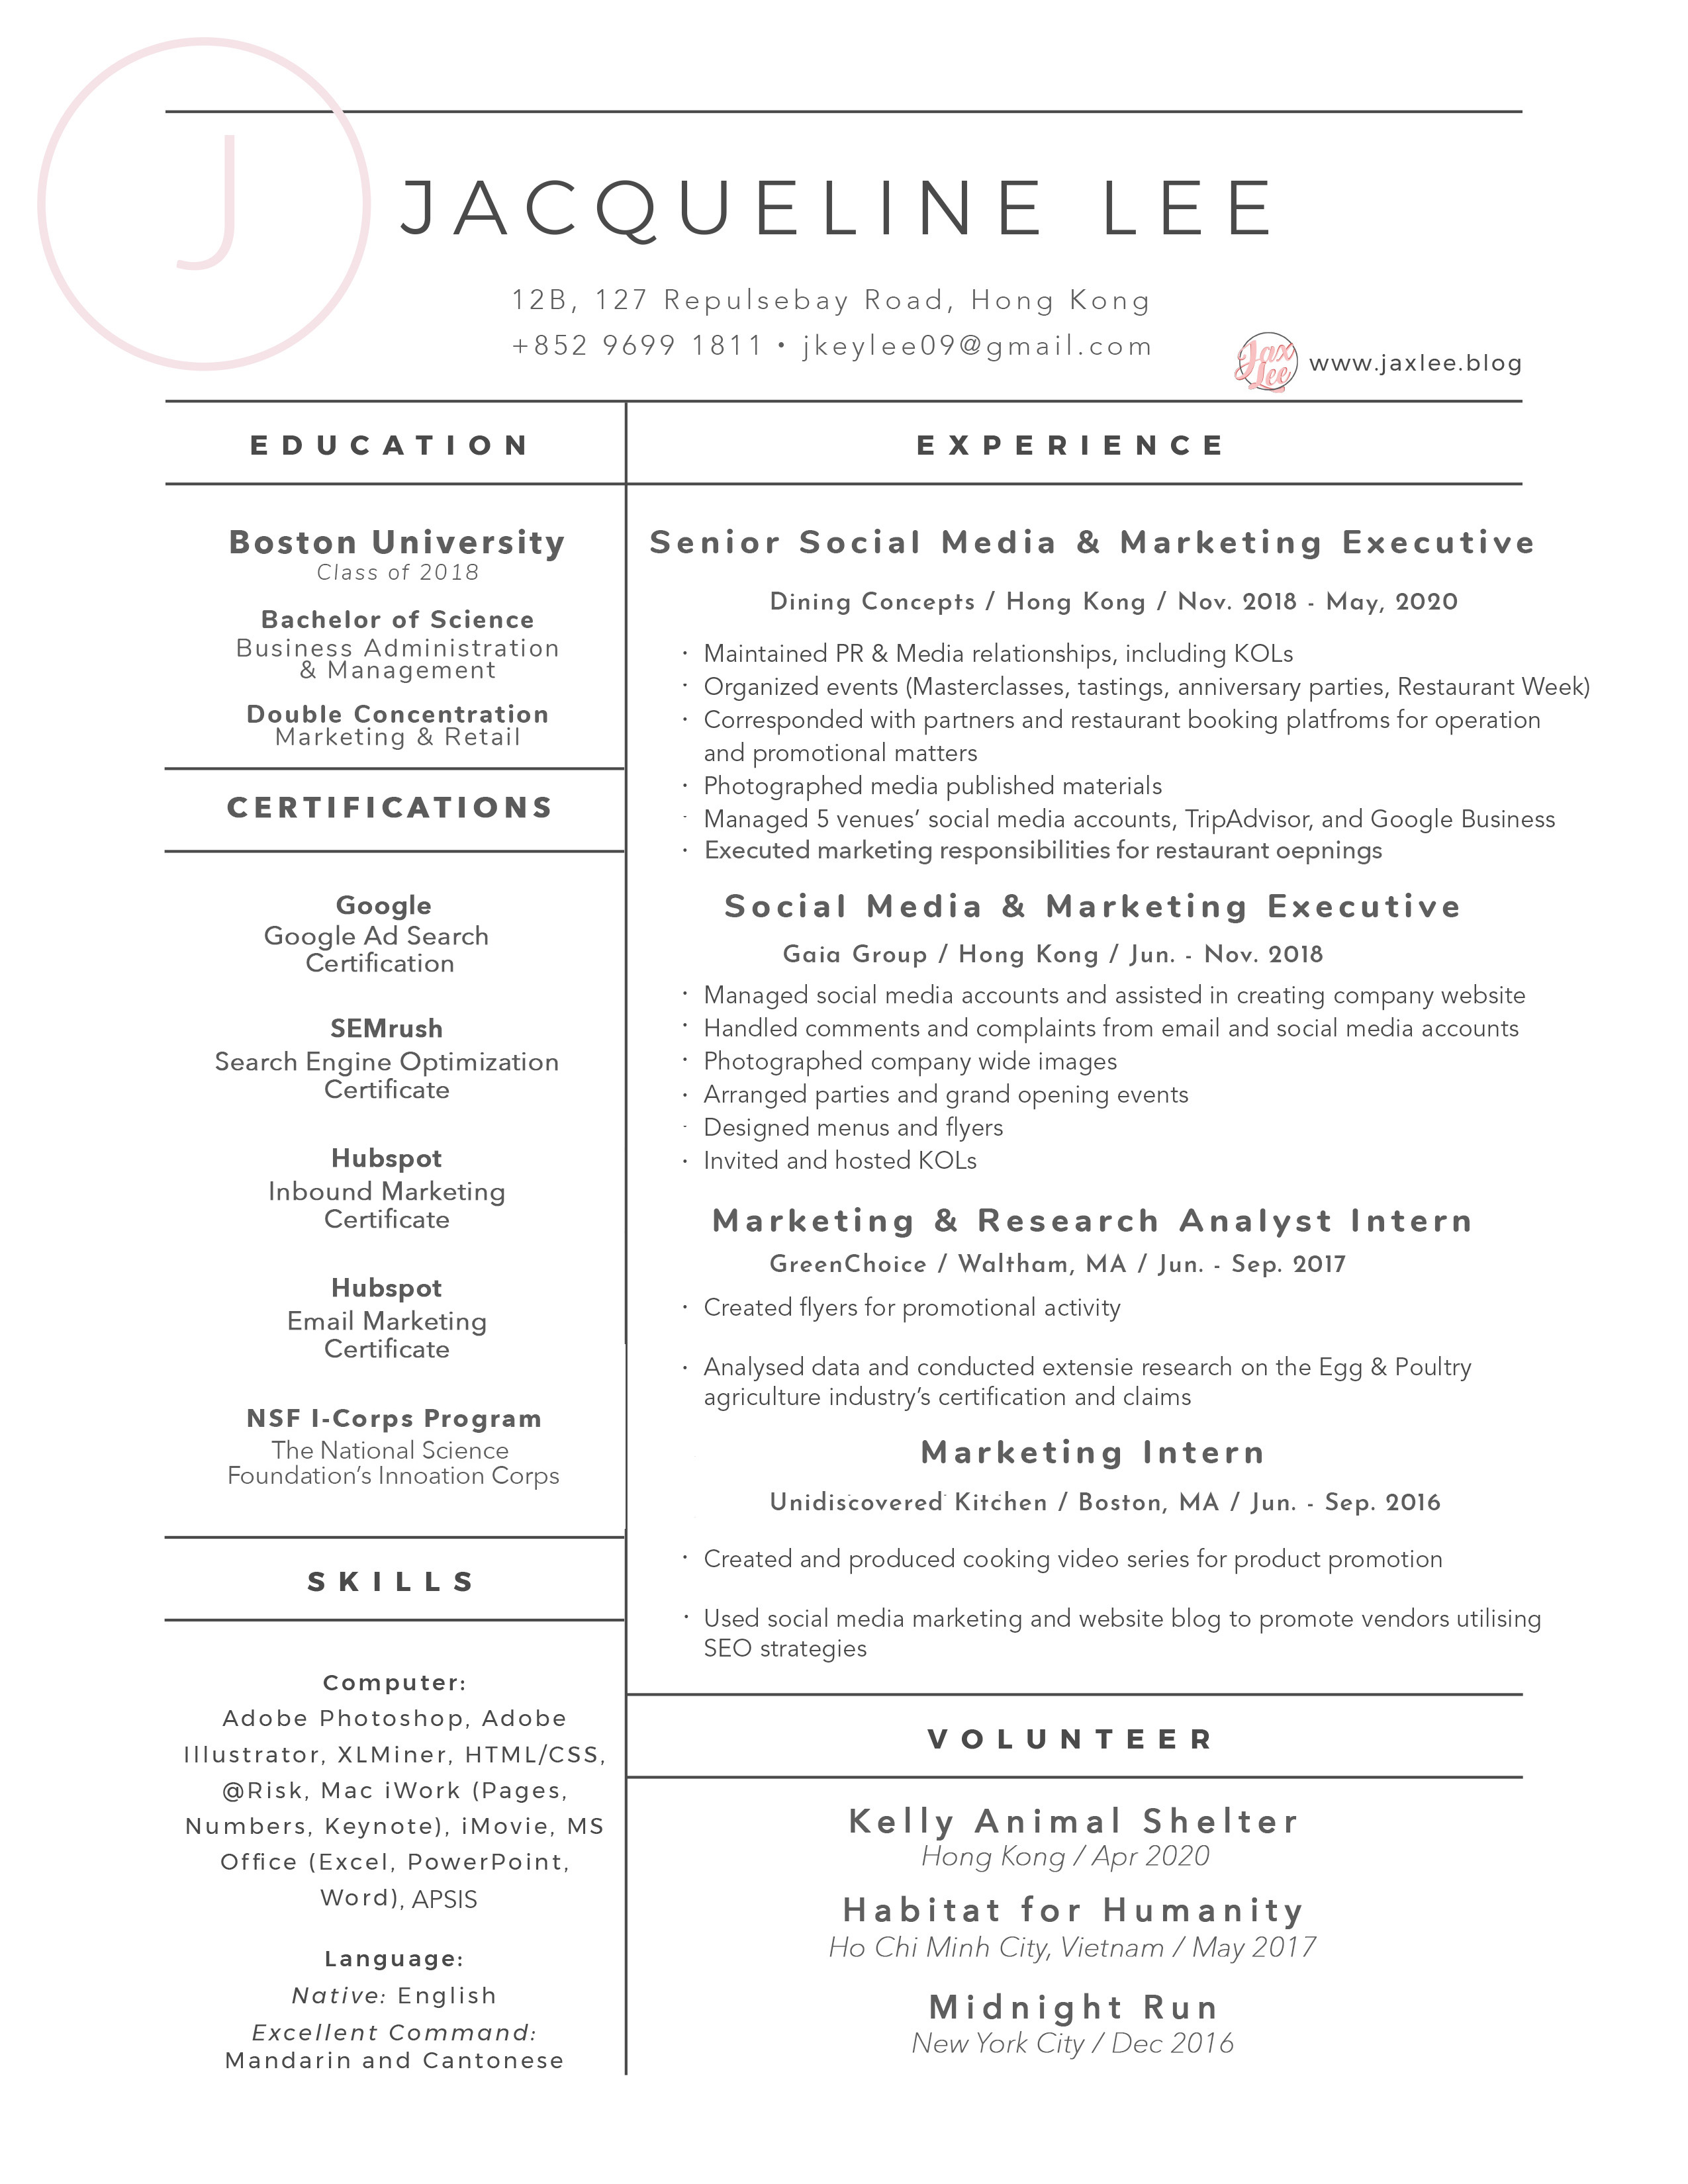 J
JACQUELINE LEE
12B, 127 Repulsebay Road, Hong Kong
+852 9699 1811 • jkeylee09@gmail.com
Jax
Lee
www.jaxlee.blog
EDUCATION
Boston University
Class of 2018
Bachelor of Science
Business Administration
& Management
Double Concentration
Marketing & Retail
CERTIFICATIONS
Google
Google Ad Search
Certification
SEMrush
Search Engine Optimization
Certificate
Hubspot
Inbound Marketing
Certificate
Hubspot
Email Marketing
Certificate
NSF I-Corps Program
The National Science
Foundation’s Innoation Corps
SKILLS
Computer:
Adobe Photoshop, Adobe
Illustrator, XLMiner, HTML/CSS,
@Risk, Mac iWork (Pages,
Numbers, Keynote), iMovie, MS
Office (Excel, PowerPoint,
Word), APSIS
Language:
Native: English
Excellent Command:
Mandarin and Cantonese
EXPERIENCE
Senior Social Media & Marketing Executive
Dining Concepts / Hong Kong / Nov. 2018 - May, 2020
· Maintained PR & Media relationships, including KOLs
· Organized events (Masterclasses, tastings, anniversary parties, Restaurant Week)
· Corresponded with partners and restaurant booking platfroms for operation
and promotional matters
· Photographed media published materials
· Managed 5 venues’ social media accounts, TripAdvisor, and Google Business
· Executed marketing responsibilities for restaurant oepnings
Social Media & Marketing Executive
Gaia Group / Hong Kong / Jun. - Nov. 2018
· Managed social media accounts and assisted in creating company website
· Handled comments and complaints from email and social media accounts
· Photographed company wide images
· Arranged parties and grand opening events
· Designed menus and flyers
· Invited and hosted KOLs
Marketing & Research Analyst Intern
GreenChoice / Waltham, MA / Jun. - Sep. 2017
· Created flyers for promotional activity
· Analysed data and conducted extensie research on the Egg & Poultry
agriculture industry’s certification and claims
Marketing Intern
Unidiscovered Kitchen / Boston, MA / Jun. - Sep. 2016
· Created and produced cooking video series for product promotion
· Used social media marketing and website blog to promote vendors utilising
SEO strategies
VOLUNTEER
Kelly Animal Shelter
Hong Kong / Apr 2020
Habitat for Humanity
Ho Chi Minh City, Vietnam / May 2017
Midnight Run
New York City / Dec 2016